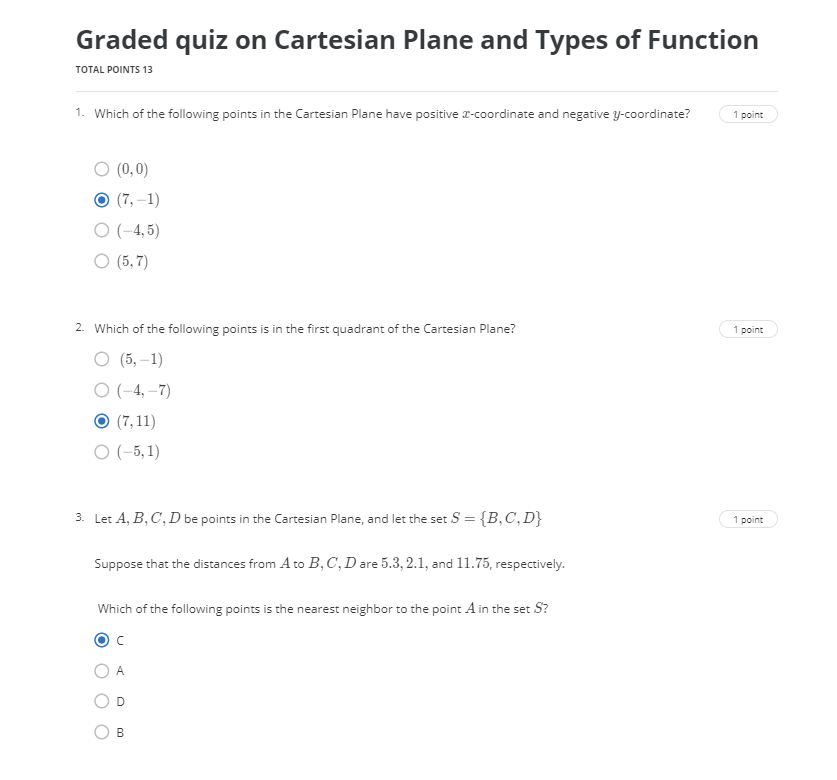 Graded quiz on Cartesian Plane and Types of Function
TOTAL POINTS 13
1. Which of the following points in the Cartesian Plane have positive x-coordinate and negative y-coordinate? 1 point
(0, 0)
(7, −1)
(−4, 5)
(5, 7)
2. Which of the following points is in the first quadrant of the Cartesian Plane? 1 point
(5, −1)
(−4, −7)
(7, 11)
(−5, 1)
3. Let A, B, C, D be points in the Cartesian Plane, and let the set S = {B, C, D} 1 point
Suppose that the distances from A to B, C, D are 5.3, 2.1, and 11.75, respectively.
Which of the following points is the nearest neighbor to the point A in the set S?
C
A
D
B